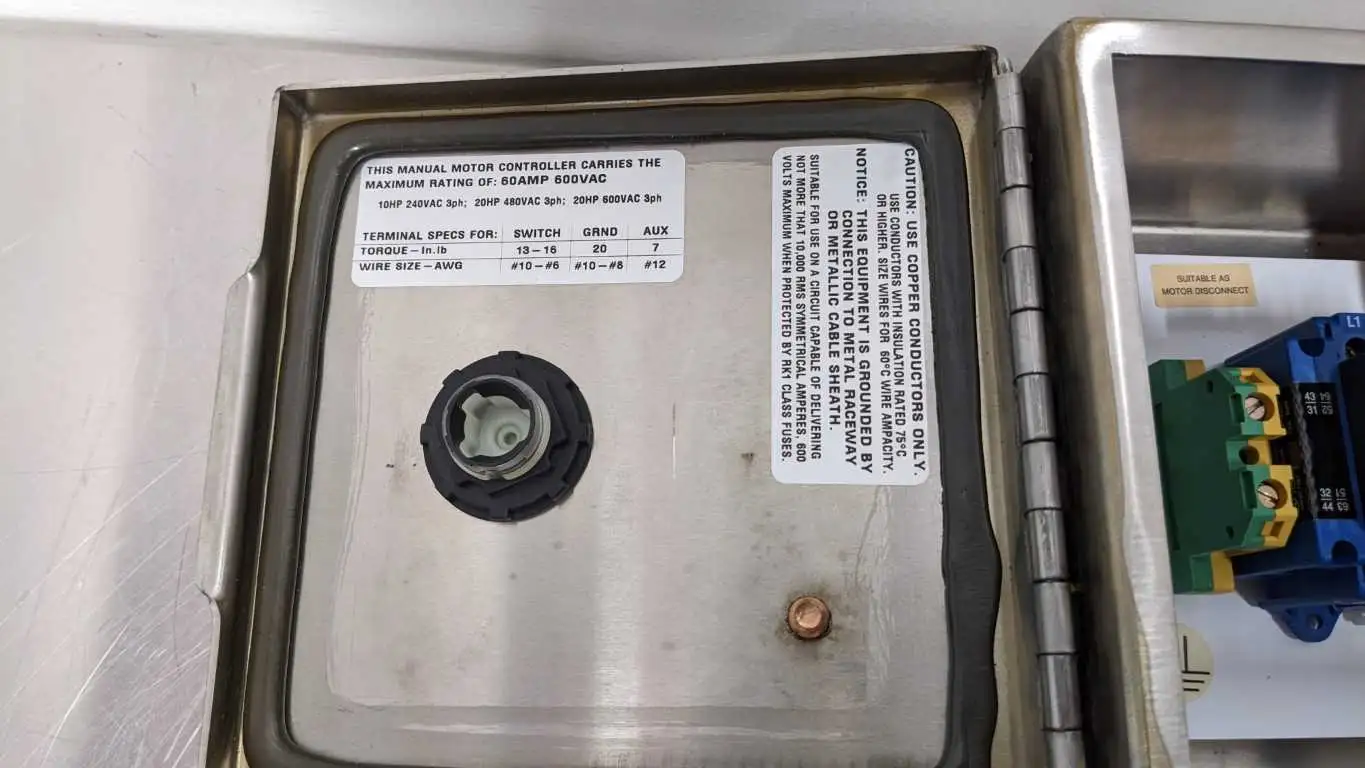 THIS MANUAL MOTOR CONTROLLER CARRIES THE
MAXIMUM RATING OF: 60AMP 600VAC
10HP 240VAC 3ph; 20HP 480VAC 3ph; 20HP 600VAC 3ph
TERMINAL SPECS FOR: SWITCH GRND AUX
TORQUE – In.lb 13 – 16 20 7
WIRE SIZE – AWG #10 – #6 #10 – #8 #12
CAUTION: USE COPPER CONDUCTORS ONLY.
USE CONDUCTORS WITH INSULATION RATED 75°C
OR HIGHER. SIZE WIRES FOR 60°C WIRE AMPACITY.
NOTICE: THIS EQUIPMENT IS GROUNDED BY
CONNECTION TO METAL RACEWAY
OR METALLIC CABLE SHEATH.
SUITABLE FOR USE ON A CIRCUIT CAPABLE OF DELIVERING
NOT MORE THAT 10,000 RMS SYMMETRICAL AMPERES, 600
VOLTS MAXIMUM WHEN PROTECTED BY RK1 CLASS FUSES.
SUITABLE AS
MOTOR DISCONNECT
L1
43 64
31 52
32 51
44 63